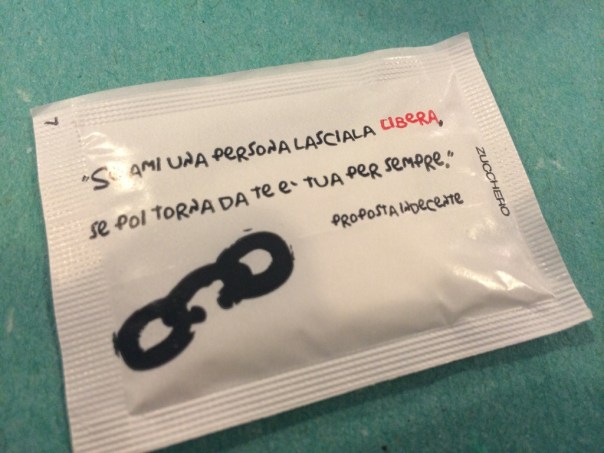 "SE AMI UNA PERSONA LASCIALA LIBERA,
SE POI TORNA DA TE E' TUA PER SEMPRE."
PROPOSTA INDECENTE
ZUCCHERO
7